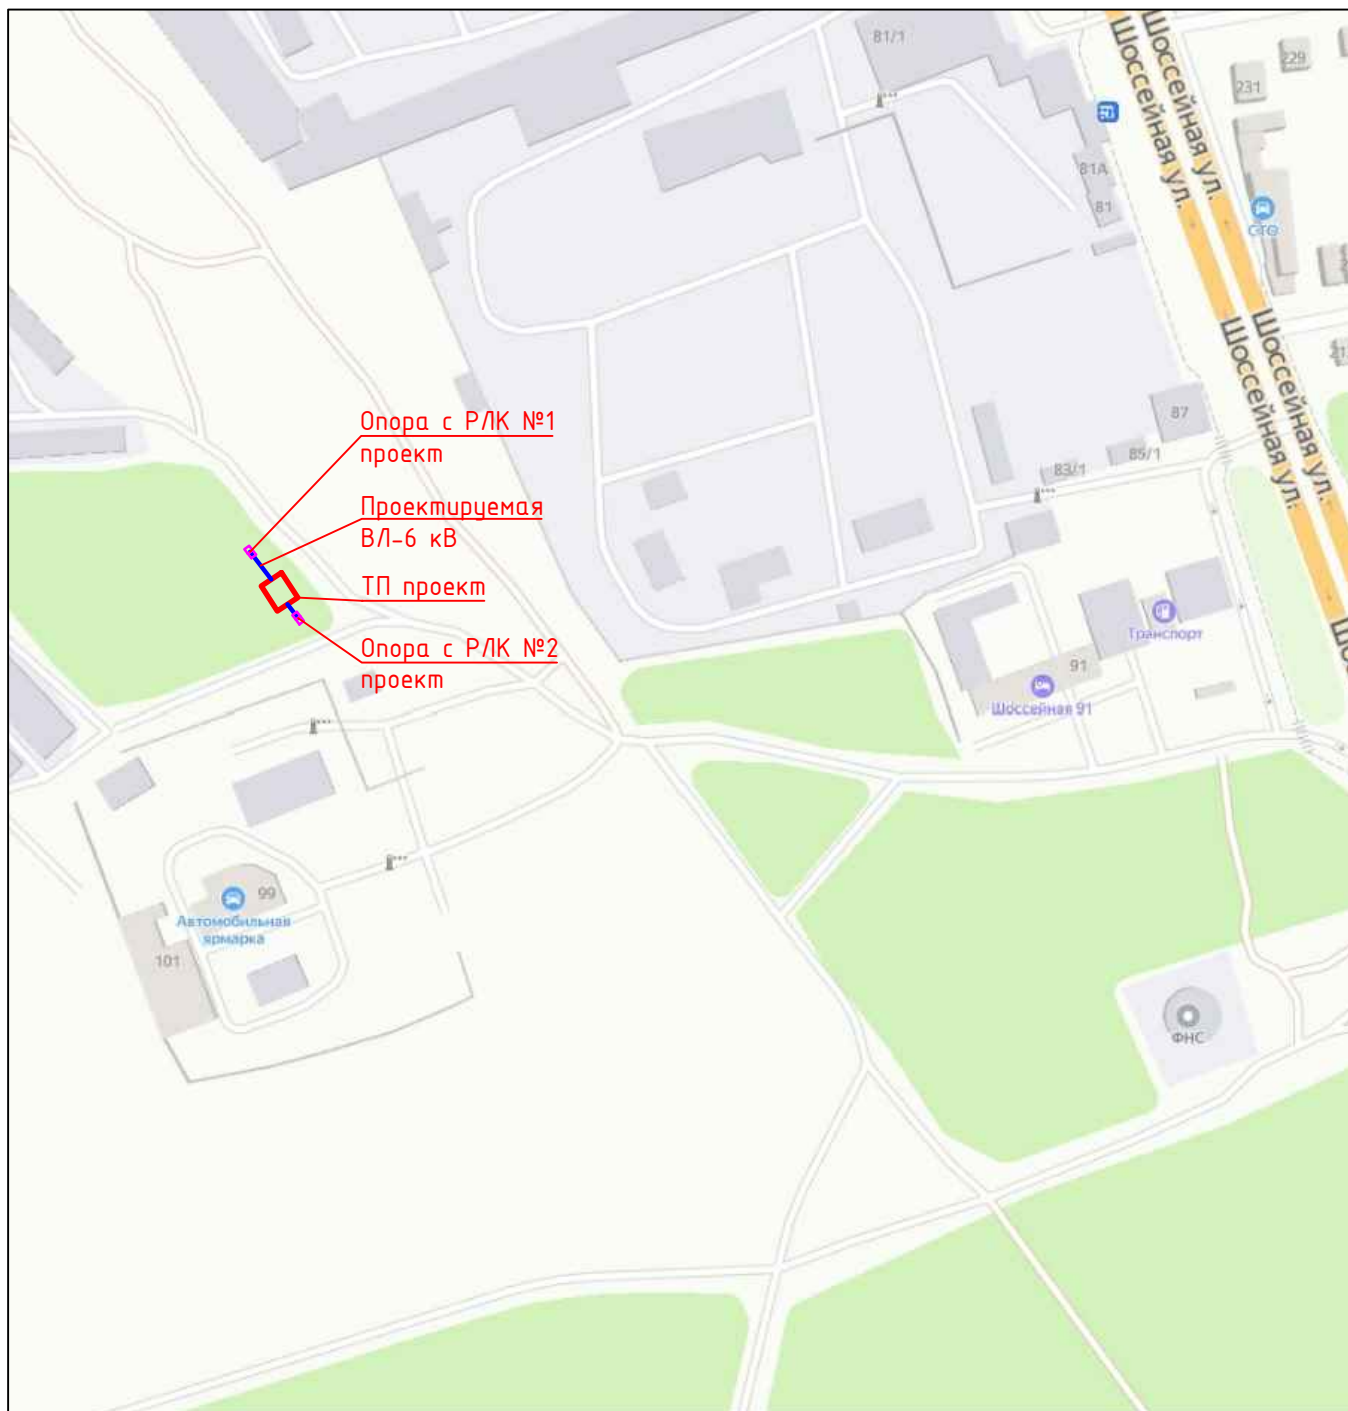 81/1
Шоссейная ул.
Шоссейная ул.
229
231
81А
81
СТО
Шоссейная ул.
Шоссейная ул.
87
85/1
83/1
Опора с РЛК №1
проект
Проектируемая
ВЛ-6 кВ
ТП проект
Опора с РЛК №2
проект
Транспорт
91
Шоссейная 91
99
Автомобильная
ярмарка
101
ФНС